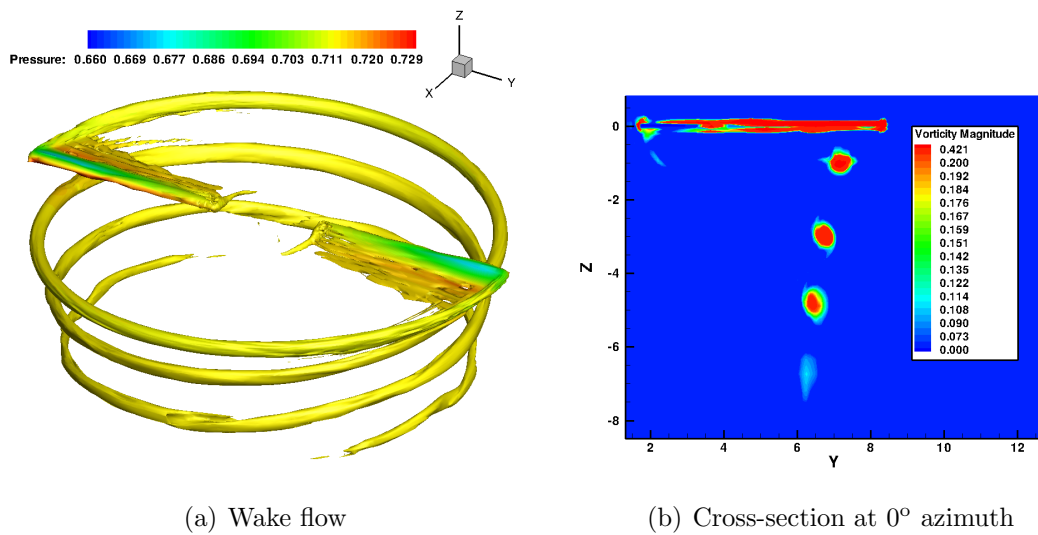 Pressure: 0.660 0.669 0.677 0.686 0.694 0.703 0.711 0.720 0.729
Z
Y
X
0
-2
-4
-6
-8
Z
2 4 6 8 10 12
Y
Vorticity Magnitude
0.421
0.200
0.192
0.184
0.176
0.167
0.159
0.151
0.142
0.135
0.122
0.114
0.108
0.090
0.073
0.000
(a) Wake flow
(b) Cross-section at 0º azimuth